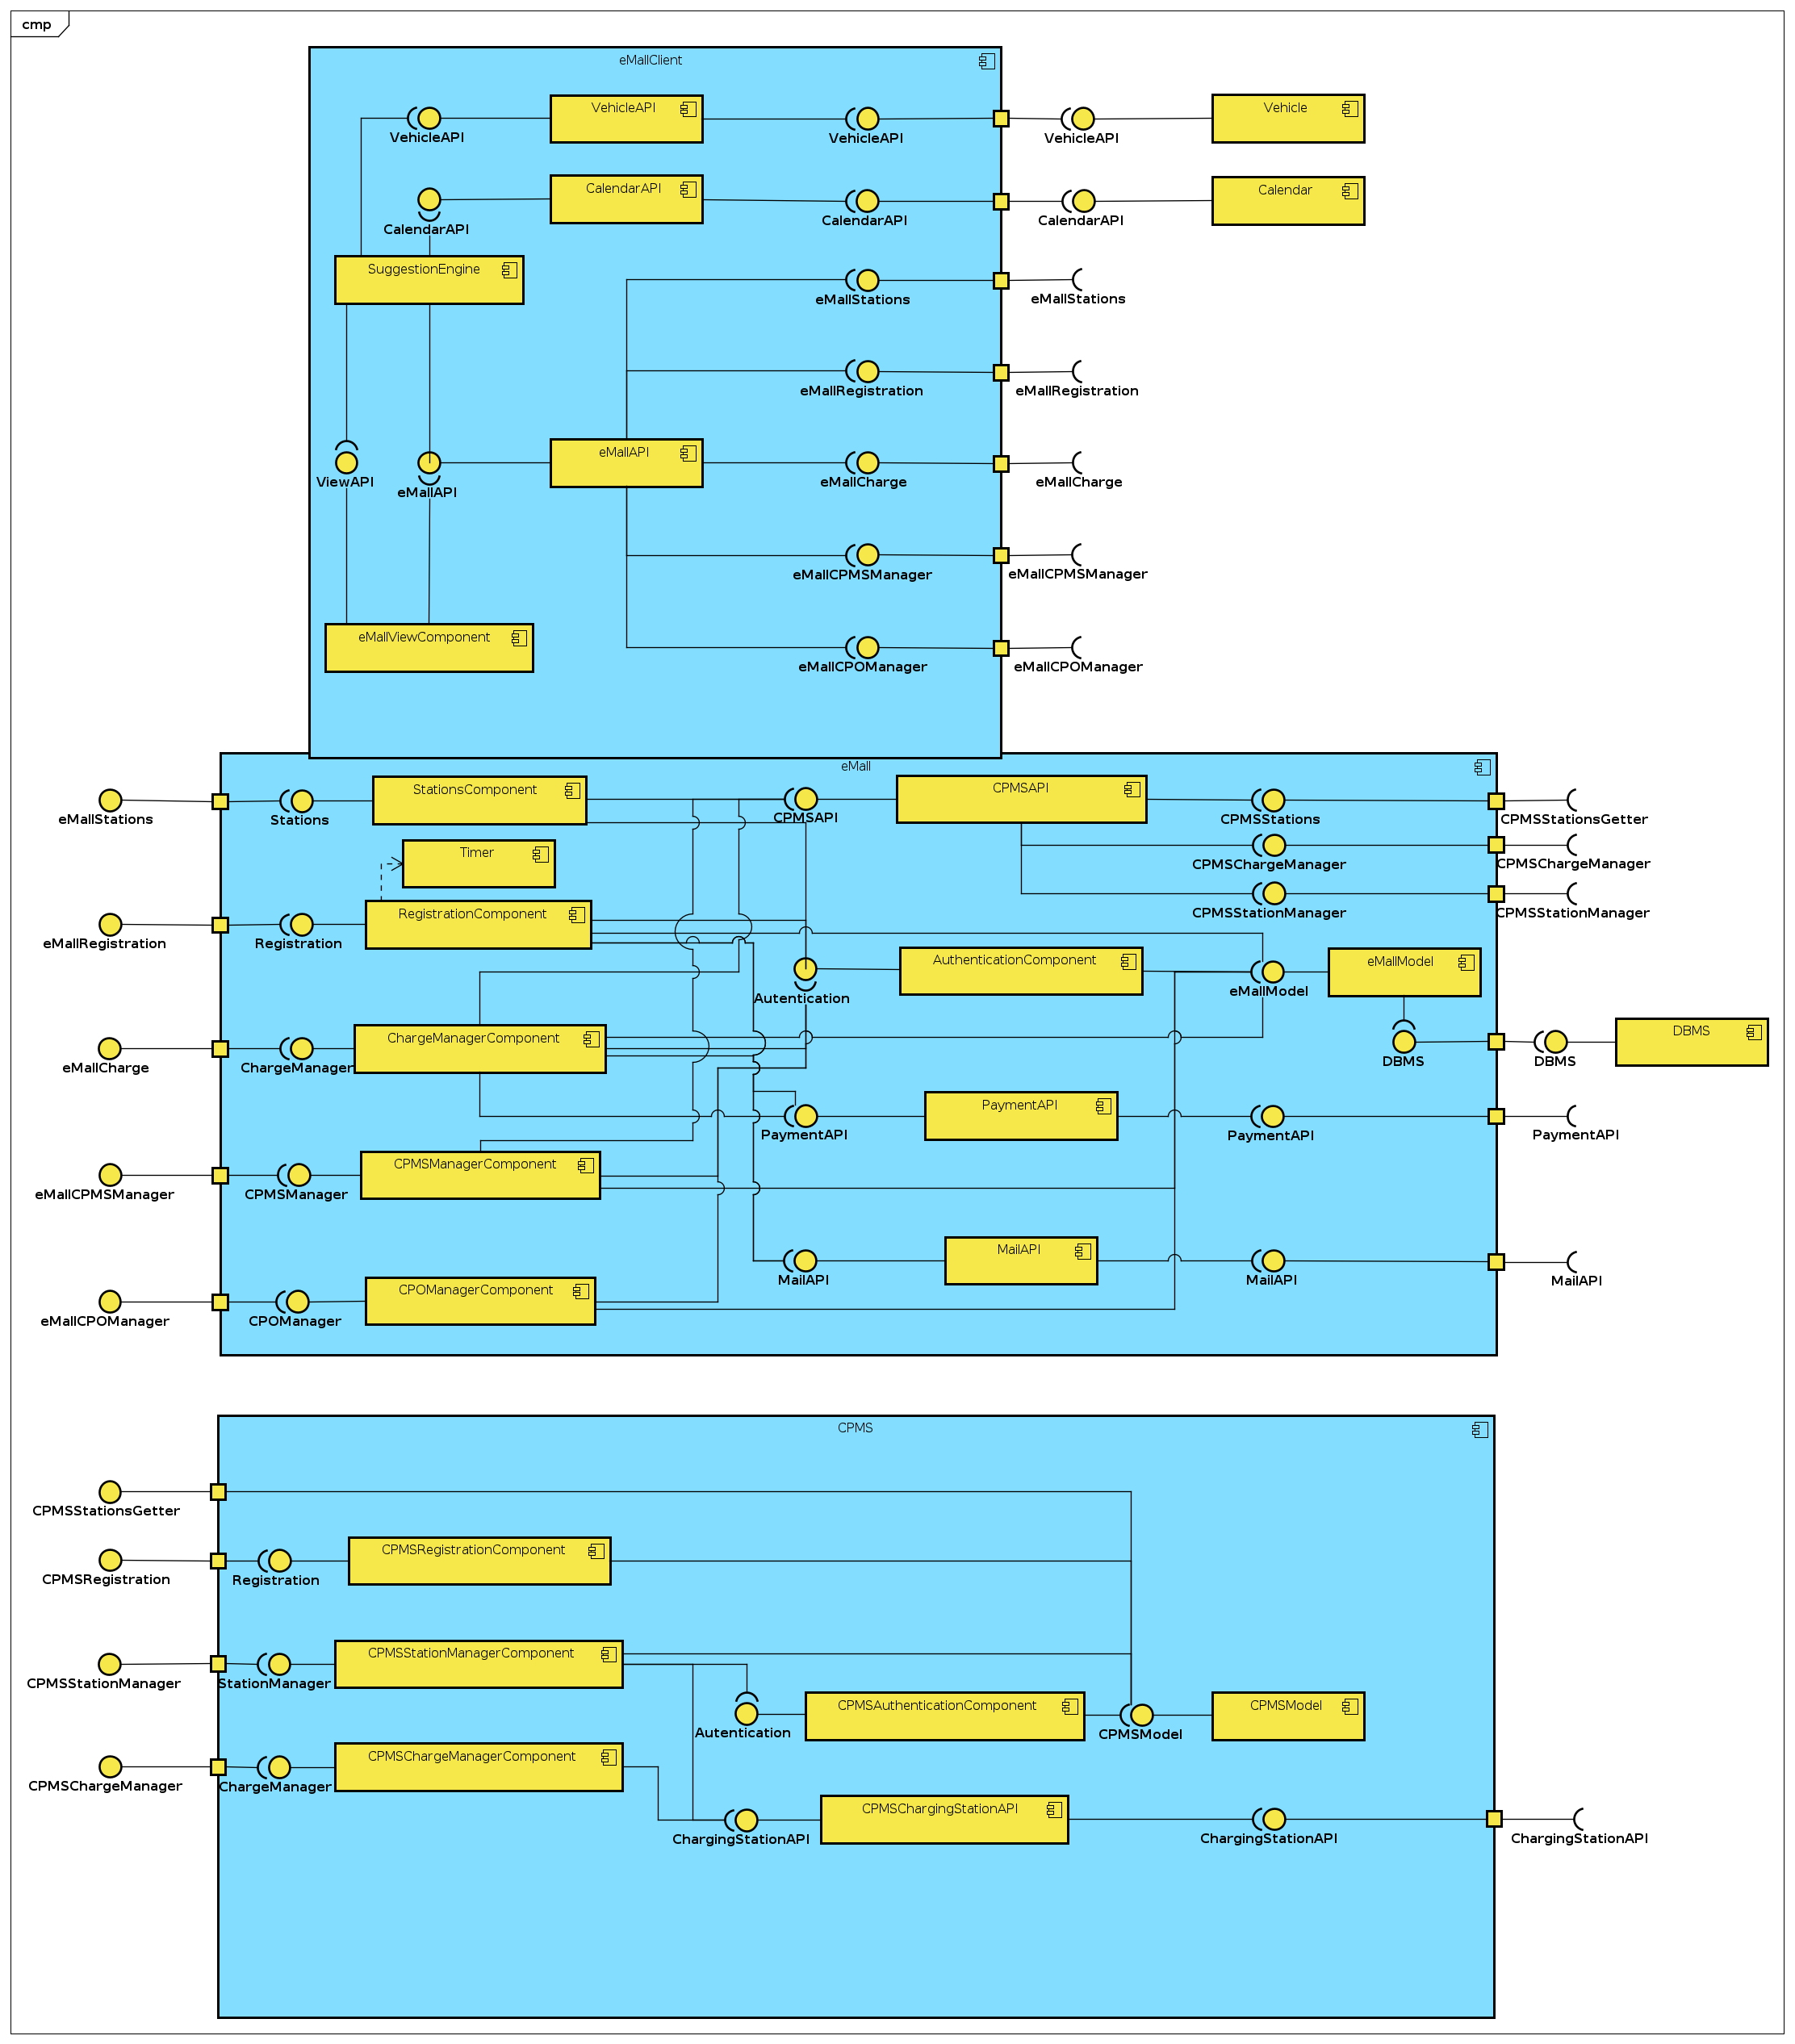 cmp
eMallClient
VehicleAPI
Vehicle
VehicleAPI
VehicleAPI
VehicleAPI
CalendarAPI
Calendar
CalendarAPI
CalendarAPI
CalendarAPI
SuggestionEngine
eMallStations
eMallStations
eMallRegistration
eMallRegistration
eMallAPI
ViewAPI
eMallAPI
eMallCharge
eMallCharge
eMallCPMSManager
eMallCPMSManager
eMallViewComponent
eMallCPOManager
eMallCPOManager
eMall
StationsComponent
CPMSAPI
eMallStations
Stations
CPMSAPI
CPMSStations
CPMSStationsGetter
Timer
CPMSChargeManager
CPMSChargeManager
RegistrationComponent
CPMSStationManager
CPMSStationManager
eMallRegistration
Registration
AuthenticationComponent
eMallModel
Autentication
eMallModel
ChargeManagerComponent
DBMS
eMallCharge
ChargeManager
DBMS
DBMS
PaymentAPI
PaymentAPI
PaymentAPI
PaymentAPI
CPMSManagerComponent
eMallCPMSManager
CPMSManager
MailAPI
MailAPI
MailAPI
MailAPI
CPOManagerComponent
eMallCPOManager
CPOManager
CPMS
CPMSStationsGetter
CPMSRegistrationComponent
CPMSRegistration
Registration
CPMSStationManagerComponent
CPMSStationManager
StationManager
CPMSAuthenticationComponent
CPMSModel
Autentication
CPMSModel
CPMSChargeManagerComponent
CPMSChargeManager
ChargeManager
CPMSChargingStationAPI
ChargingStationAPI
ChargingStationAPI
ChargingStationAPI